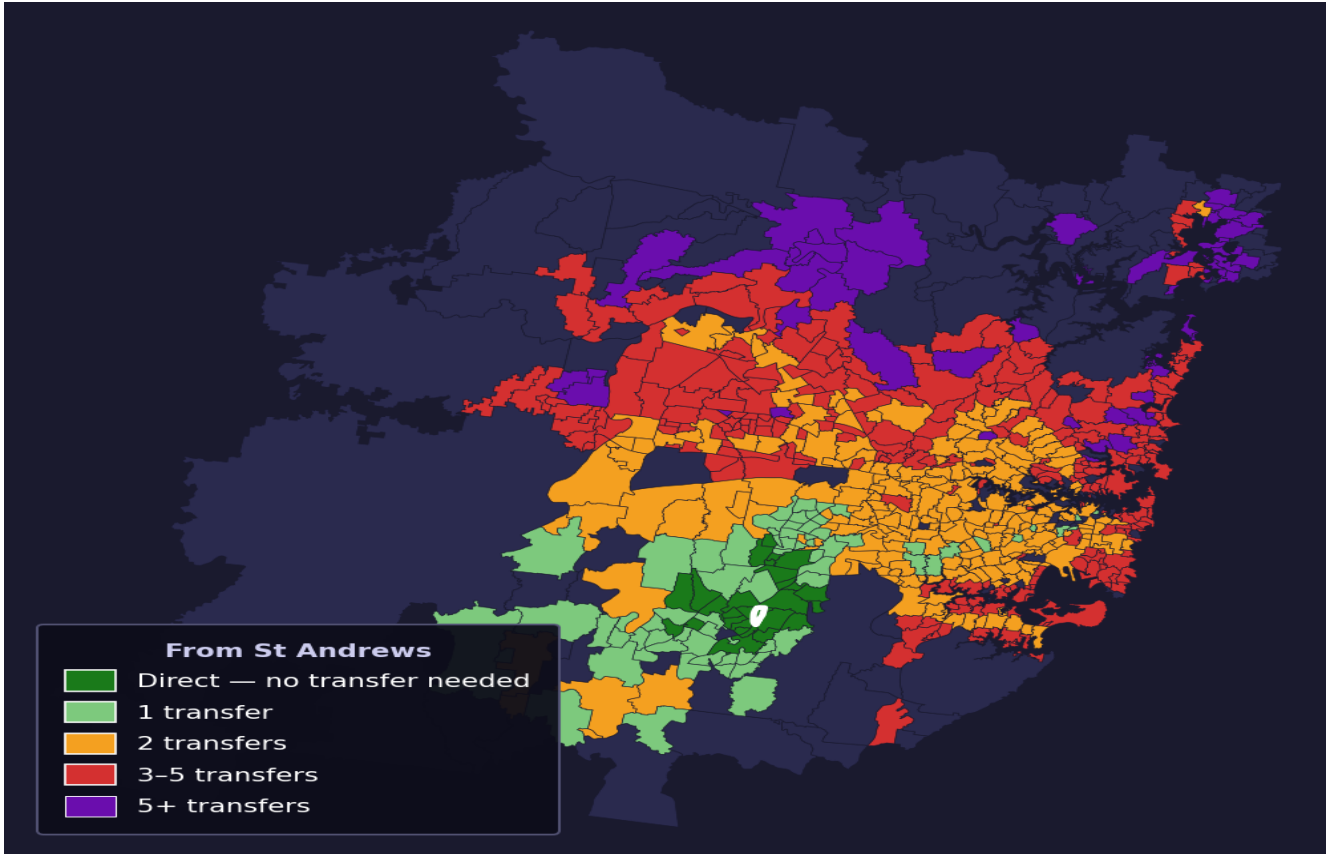 From St Andrews
Direct — no transfer needed
1 transfer
2 transfers
3–5 transfers
5+ transfers